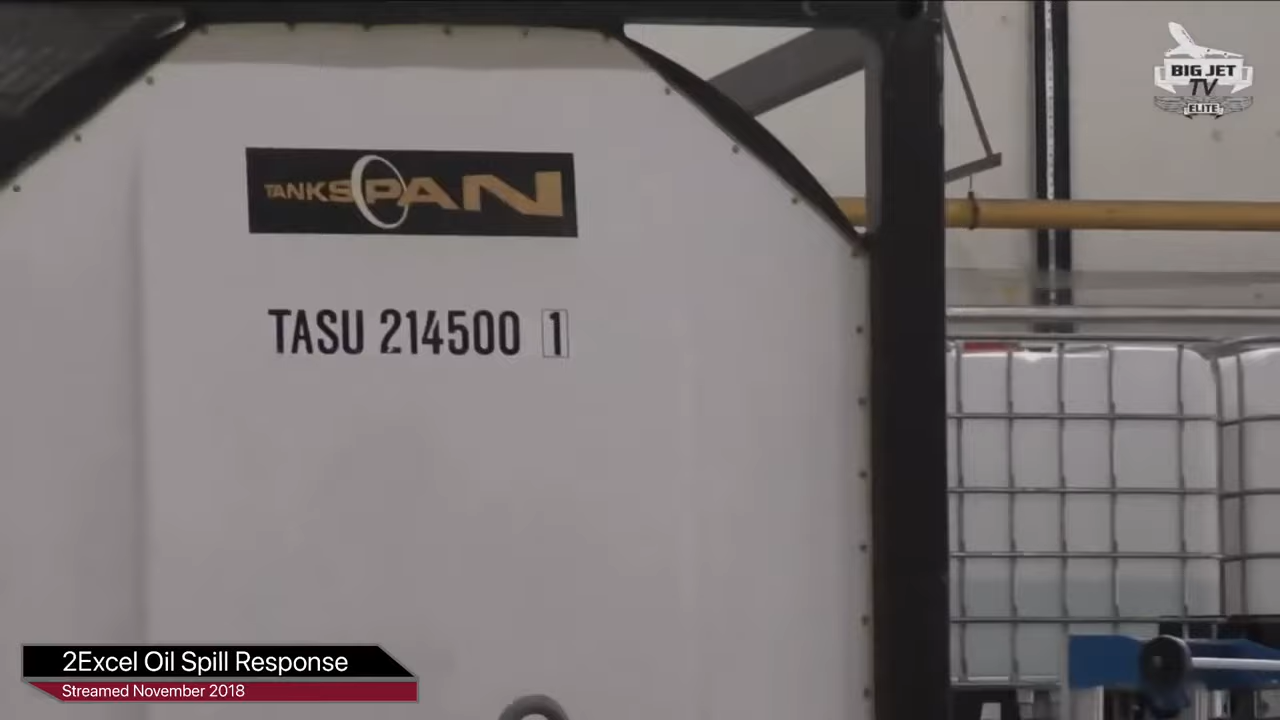 BIG JET
TV
ELITE
TANKSPAN
TASU 214500 1
2Excel Oil Spill Response
Streamed November 2018